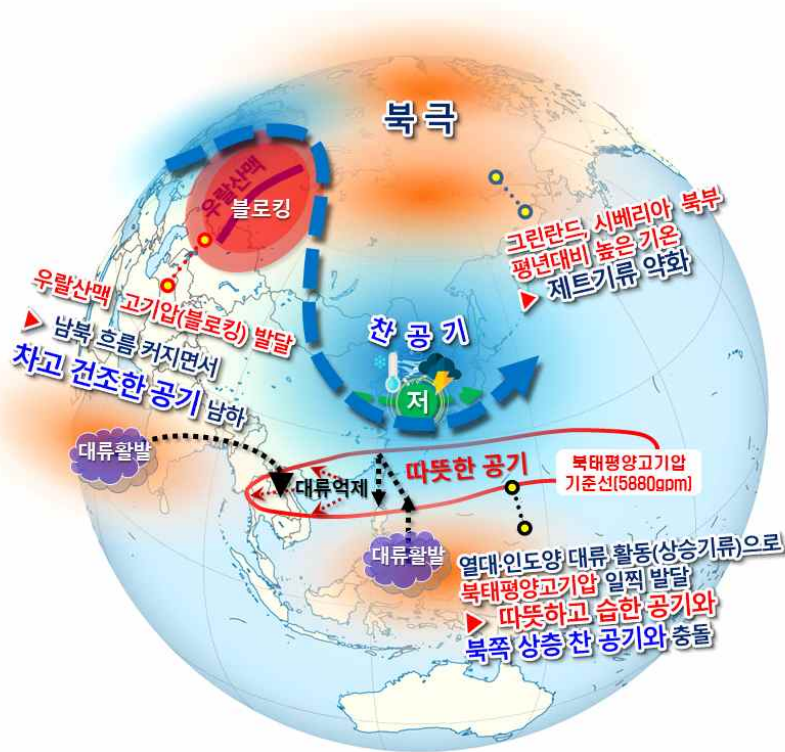 북극
우랄산맥
블로킹
그린란드, 시베리아 북부
평년대비 높은 기온
▶ 제트기류 약화
우랄산맥 고기압(블로킹) 발달
▶ 남북 흐름 커지면서
차고 건조한 공기 남하
찬 공기
저
대류활발
대류억제
따뜻한 공기
북태평양고기압
기준선(5880gpm)
대류활발
열대·인도양 대류 활동(상승기류)으로
북태평양고기압 일찍 발달
▶ 따뜻하고 습한 공기와
북쪽 상층 찬 공기와 충돌